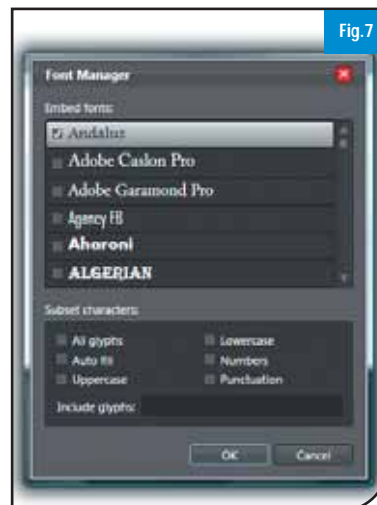 Fig.7
Font Manager
Embed fonts:
Andalus
Adobe Caslon Pro
Adobe Garamond Pro
Agency FB
Aharoni
ALGERIAN
Subset characters:
All glyphs Lowercase
Auto fill Numbers
Uppercase Punctuation
Include glyphs:
OK Cancel